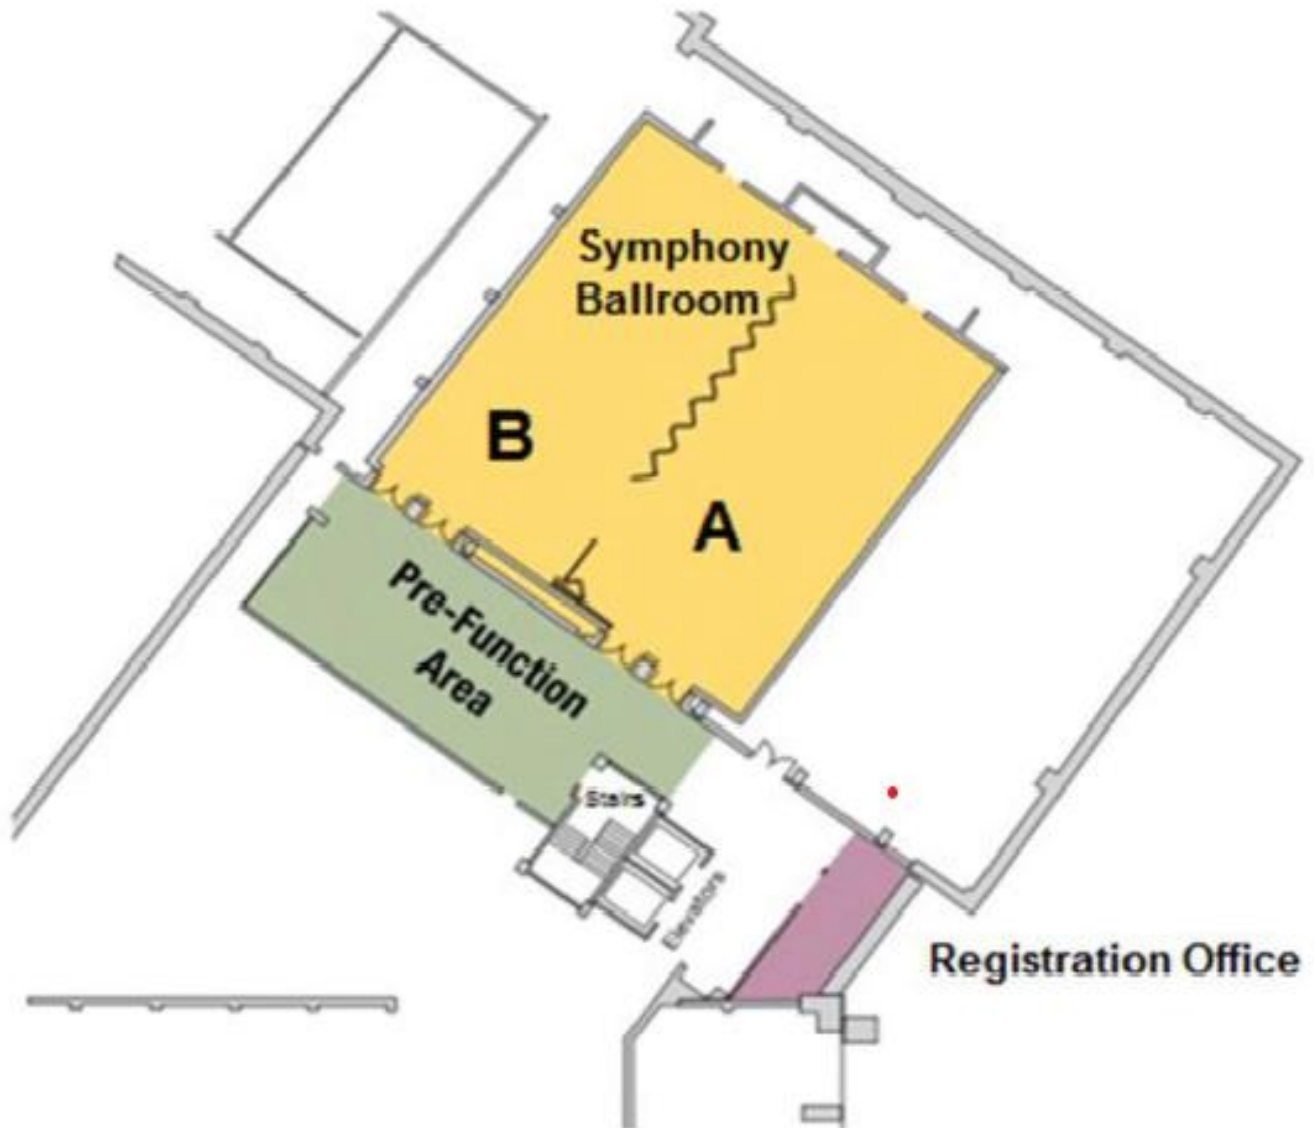 Symphony
Ballroom
B
A
Pre-Function
Area
Stairs
Elevators
Registration Office